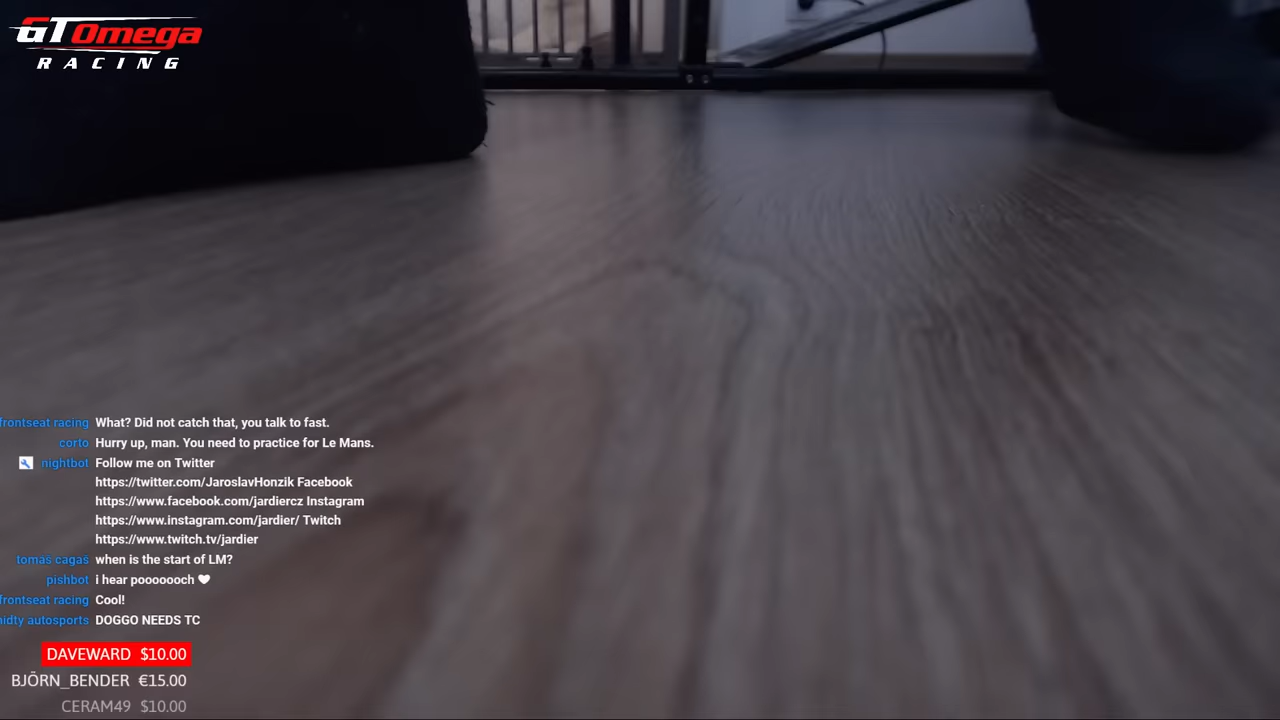 GT Omega
RACING
frontseat racing What? Did not catch that, you talk to fast.
corto Hurry up, man. You need to practice for Le Mans.
nightbot Follow me on Twitter
https://twitter.com/JaroslavHonzik Facebook
https://www.facebook.com/jardiercz Instagram
https://www.instagram.com/jardier/ Twitch
https://www.twitch.tv/jardier
tomaš cagaš when is the start of LM?
pishbot i hear pooooooch
frontseat racing Cool!
autosports DOGGO NEEDS TC
DAVEWARD $10.00
BJÖRN_BENDER €15.00
CERAM49 $10.00